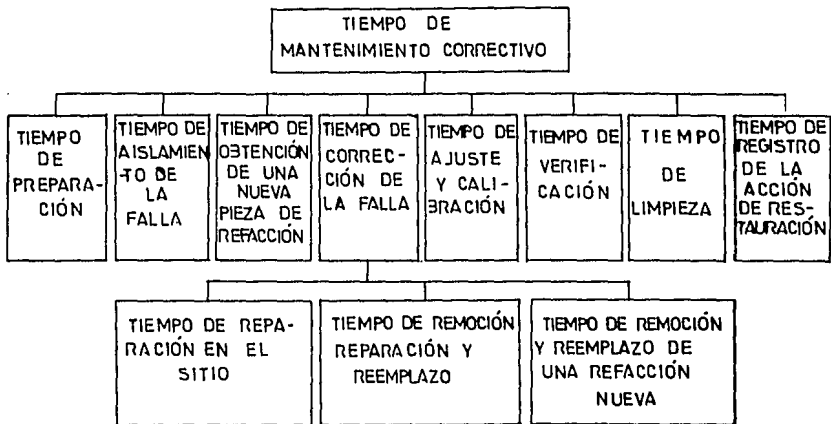 TIEMPO DE
MANTENIMIENTO CORRECTIVO
TIEMPO
DE
PREPARA-
CIÓN
TIEMPO DE
AISLAMIEN-
TO DE
LA
FALLA
TIEMPO DE
OBTENCIÓN
DE UNA
NUEVA
PIEZA DE
REFACCIÓN
TIEMPO DE
CORREC-
CIÓN DE
LA FALLA
TIEMPO DE
AJUSTE
Y CALI-
BRACIÓN
TIEMPO DE
VERIFI-
CACIÓN
TIEMPO
DE
LIMPIEZA
TIEMPO DE
REGISTRO
DE LA
ACCIÓN
DE RES-
TAURACIÓN
TIEMPO DE REPA-
RACIÓN EN EL
SITIO
TIEMPO DE REMOCIÓN
REPARACIÓN Y
REEMPLAZO
TIEMPO DE REMOCIÓN
Y REEMPLAZO DE
UNA REFACCIÓN
NUEVA